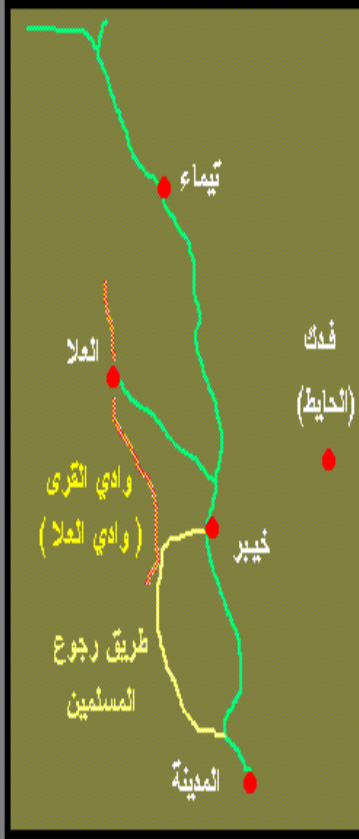 تيماء
العلا
فدك
(الحايط)
وادي القرى
( وادي العلا )
خيبر
طريق رجوع
المسلمين
المدينة